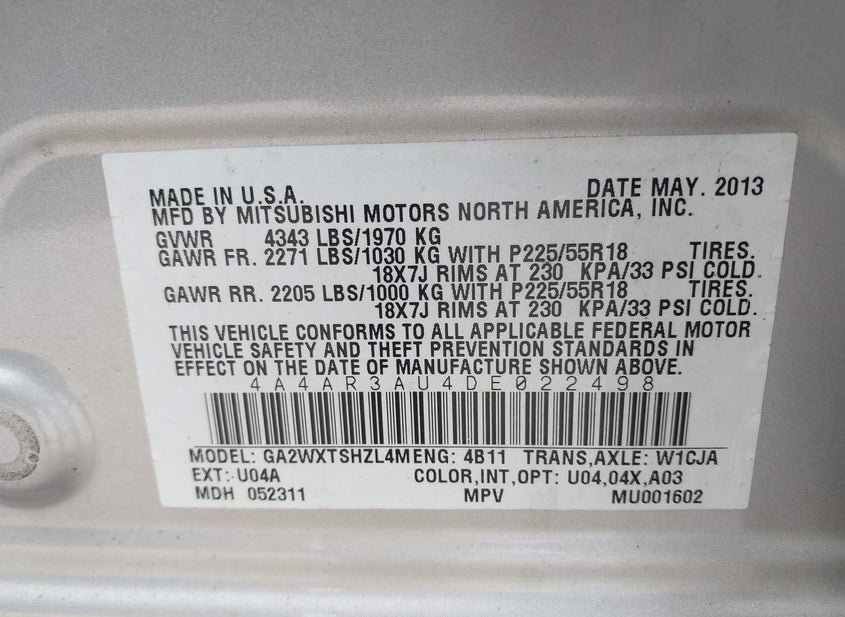 MADE IN U.S.A. DATE MAY. 2013
MFD BY MITSUBISHI MOTORS NORTH AMERICA, INC.
GVWR 4343 LBS/1970 KG
GAWR FR. 2271 LBS/1030 KG WITH P225/55R18 TIRES.
18X7J RIMS AT 230 KPA/33 PSI COLD.
GAWR RR. 2205 LBS/1000 KG WITH P225/55R18 TIRES.
18X7J RIMS AT 230 KPA/33 PSI COLD.
THIS VEHICLE CONFORMS TO ALL APPLICABLE FEDERAL MOTOR
VEHICLE SAFETY AND THEFT PREVENTION STANDARDS IN
EFFECT ON THE DATE OF MANUFACTURE SHOWN ABOVE.
4A4AR3AU4DE022498
MODEL: GA2WXTSHZL4M ENG: 4B11 TRANS,AXLE: W1CJA
EXT: U04A COLOR,INT,OPT: U04,04X,A03
MDH 052311 MPV MU001602